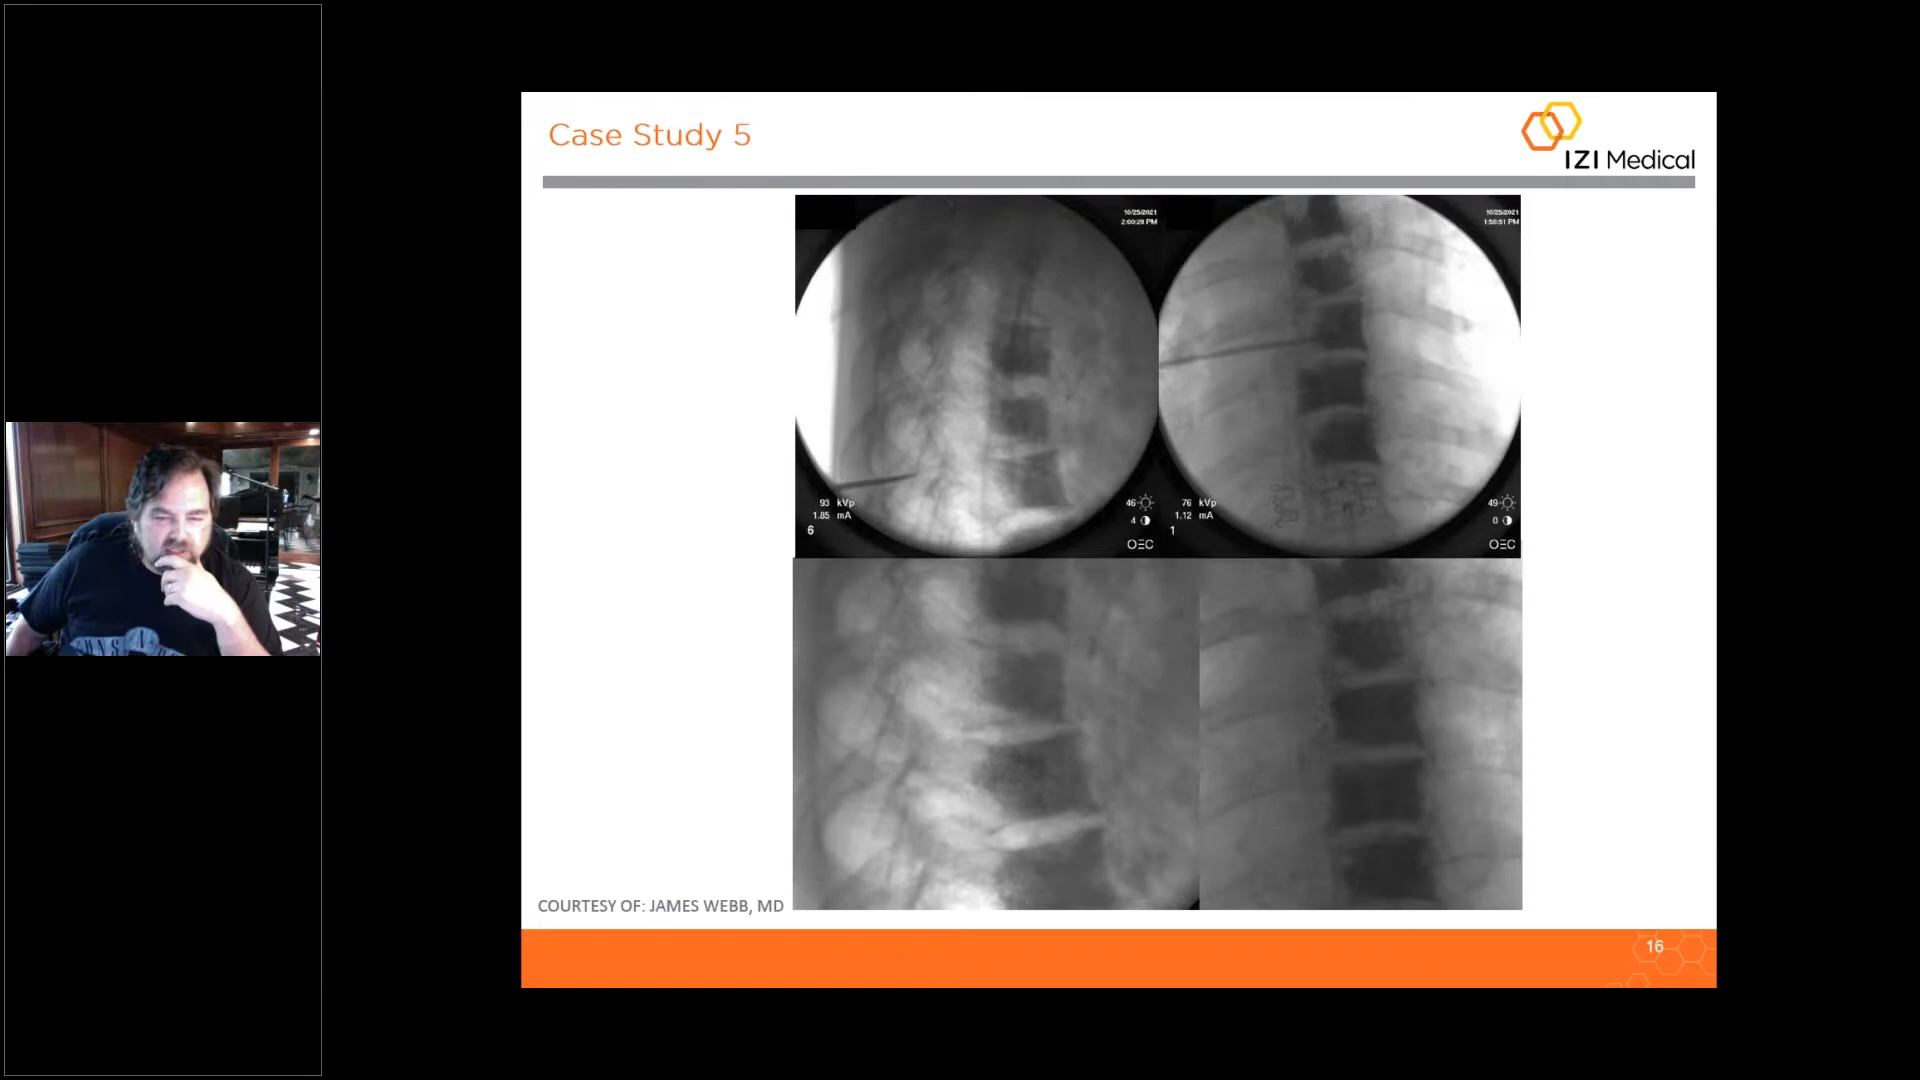 Case Study 5
IZI Medical
10/25/2021
2:00:28 PM
10/25/2021
1:56:51 PM
93 kVp
1.85 mA
6
46
4
OEC
76 kVp
1.12 mA
1
49
0
OEC
COURTESY OF: JAMES WEBB, MD
16